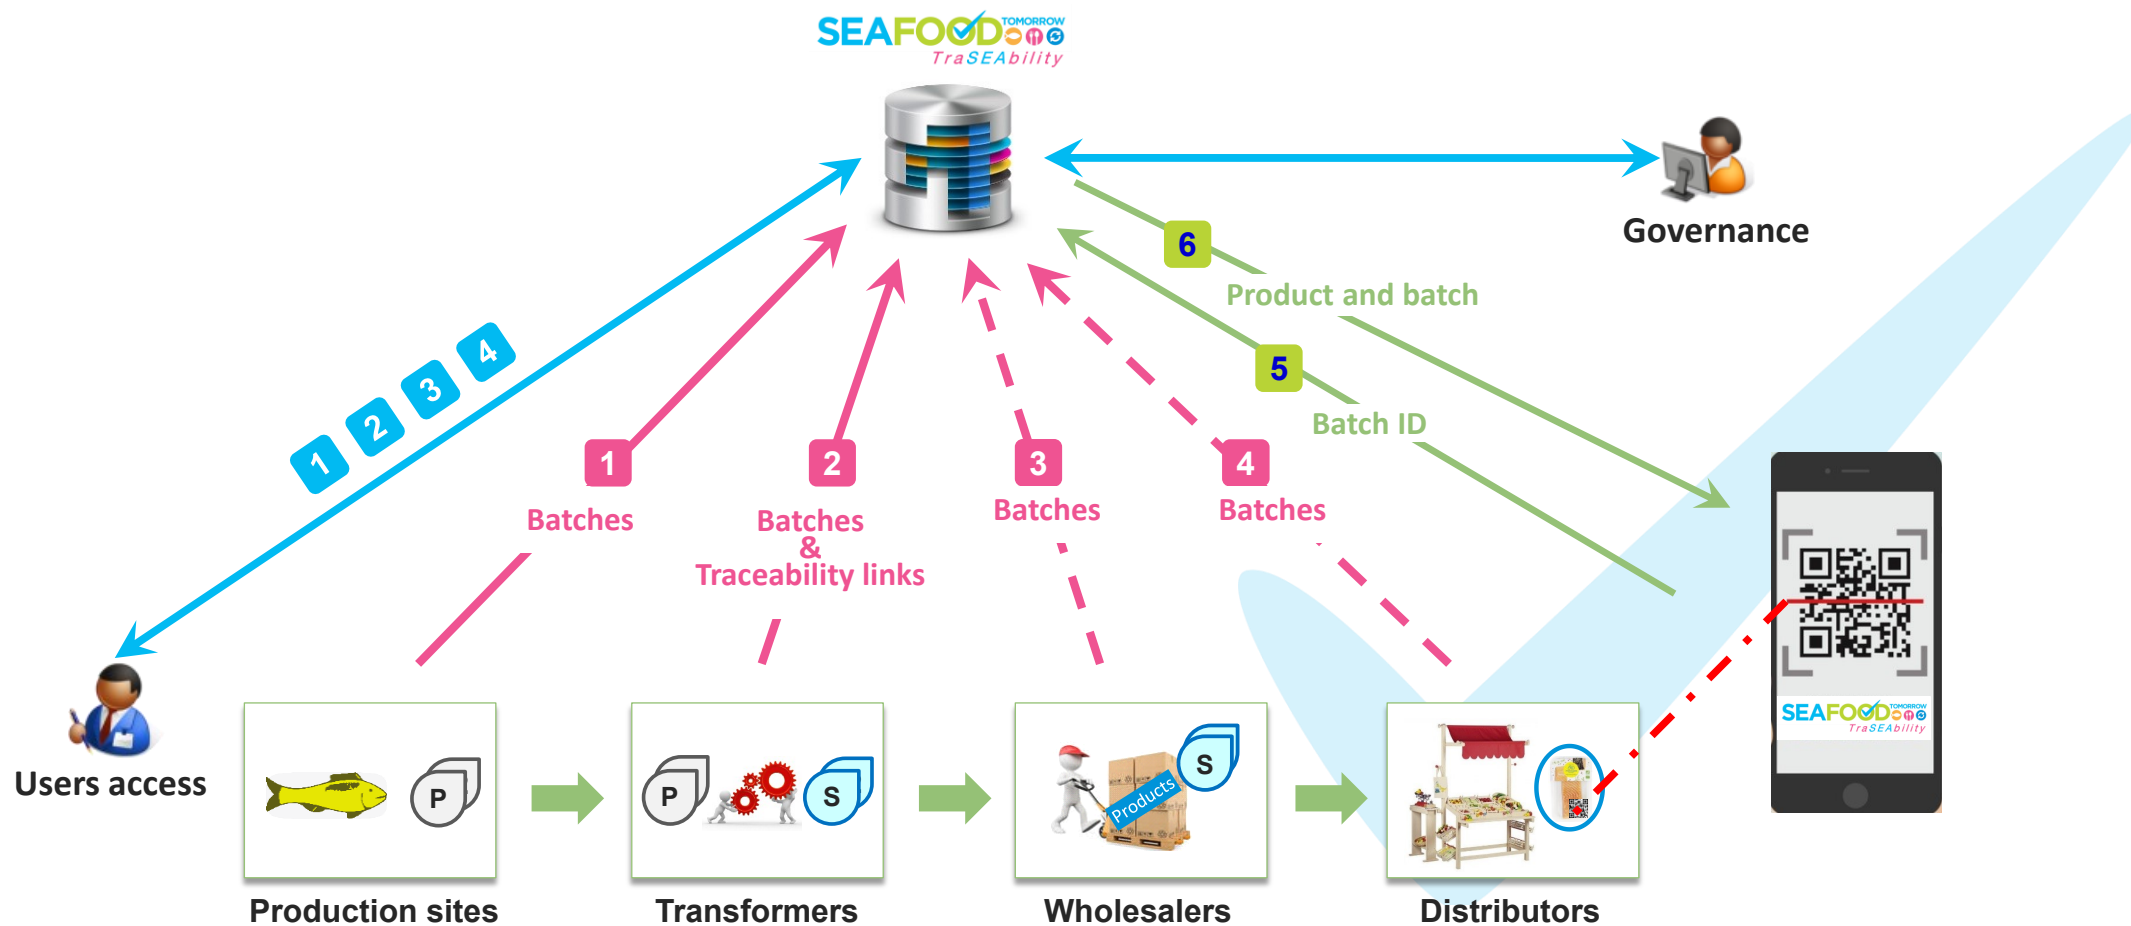 SEAFOOD TOMORROW
TraSEAbility
Governance
6
Product and batch
5
Batch ID
1 2 3 4
1
Batches
2
Batches
&
Traceability links
3
Batches
4
Batches
SEAFOOD TOMORROW
TraSEAbility
Users access
P
P
S
Products
S
Production sites
Transformers
Wholesalers
Distributors